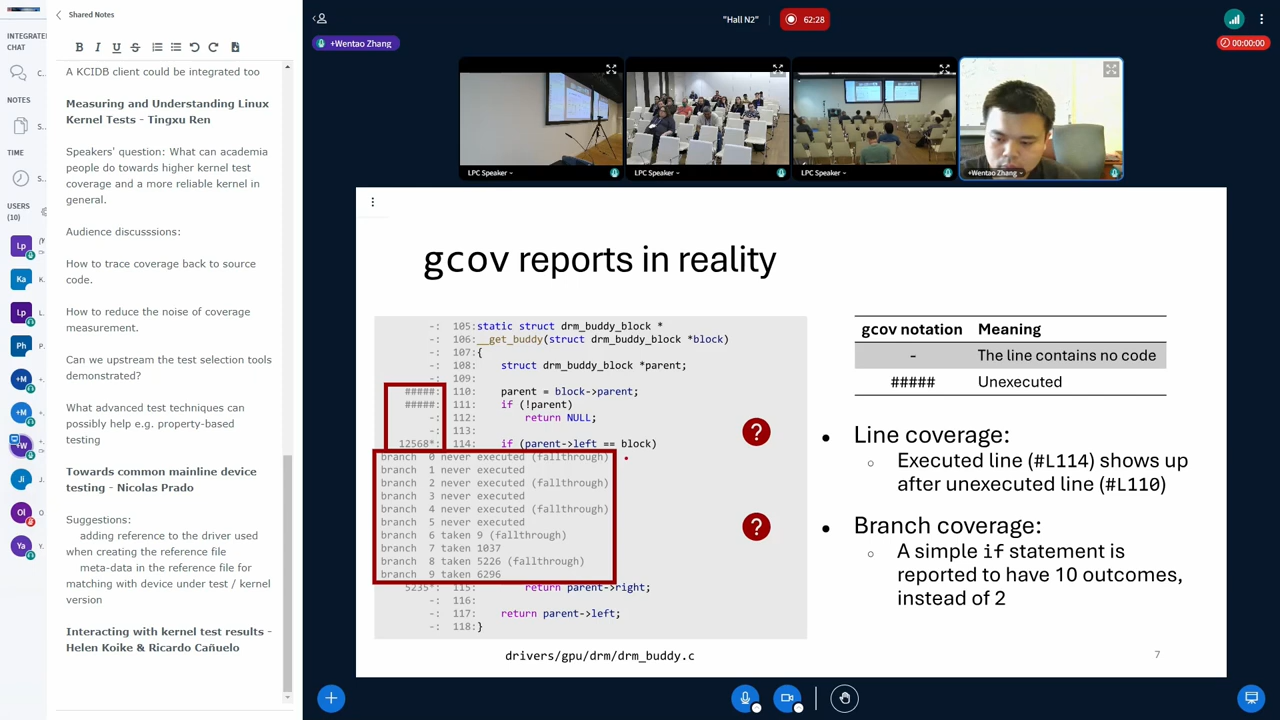 Shared Notes
INTEGRATE
CHAT
C..
NOTES
S..
TIME
S..
USERS
(10)
Lp
Ka
K.
Lp
Ph
P..
+M
+M
+W
Ji
J..
Ol
Ya
B I U S
A KCIDB client could be integrated too
Measuring and Understanding Linux
Kernel Tests - Tingxu Ren
Speakers' question: What can academia
people do towards higher kernel test
coverage and a more reliable kernel in
general.
Audience discusssions:
How to trace coverage back to source
code.
How to reduce the noise of coverage
measurement.
Can we upstream the test selection tools
demonstrated?
What advanced test techniques can
possibly help e.g. property-based
testing
Towards common mainline device
testing - Nicolas Prado
Suggestions:
adding reference to the driver used
when creating the reference file
meta-data in the reference file for
matching with device under test / kernel
version
Interacting with kernel test results -
Helen Koike & Ricardo Cañuelo
"Hall N2"
62:28
+Wentao Zhang
00:00:00
LPC Speaker
LPC Speaker
LPC Speaker
+Wentao Zhang
gcov reports in reality
-: 105:static struct drm_buddy_block *
-: 106:__get_buddy(struct drm_buddy_block *block)
-: 107:{
-: 108: struct drm_buddy_block *parent;
-: 109:
#####: 110: parent = block->parent;
#####: 111: if (!parent)
-: 112: return NULL;
-: 113:
12568*: 114: if (parent->left == block)
branch 0 never executed (fallthrough)
branch 1 never executed
branch 2 never executed (fallthrough)
branch 3 never executed
branch 4 never executed (fallthrough)
branch 5 never executed
branch 6 taken 9 (fallthrough)
branch 7 taken 1037
branch 8 taken 5226 (fallthrough)
branch 9 taken 6296
5235*: 115: return parent->right;
-: 116:
-: 117: return parent->left;
-: 118:}
drivers/gpu/drm/drm_buddy.c
?
?
gcov notation Meaning
- The line contains no code
##### Unexecuted
• Line coverage:
○ Executed line (#L114) shows up
after unexecuted line (#L110)
• Branch coverage:
○ A simple if statement is
reported to have 10 outcomes,
instead of 2
7